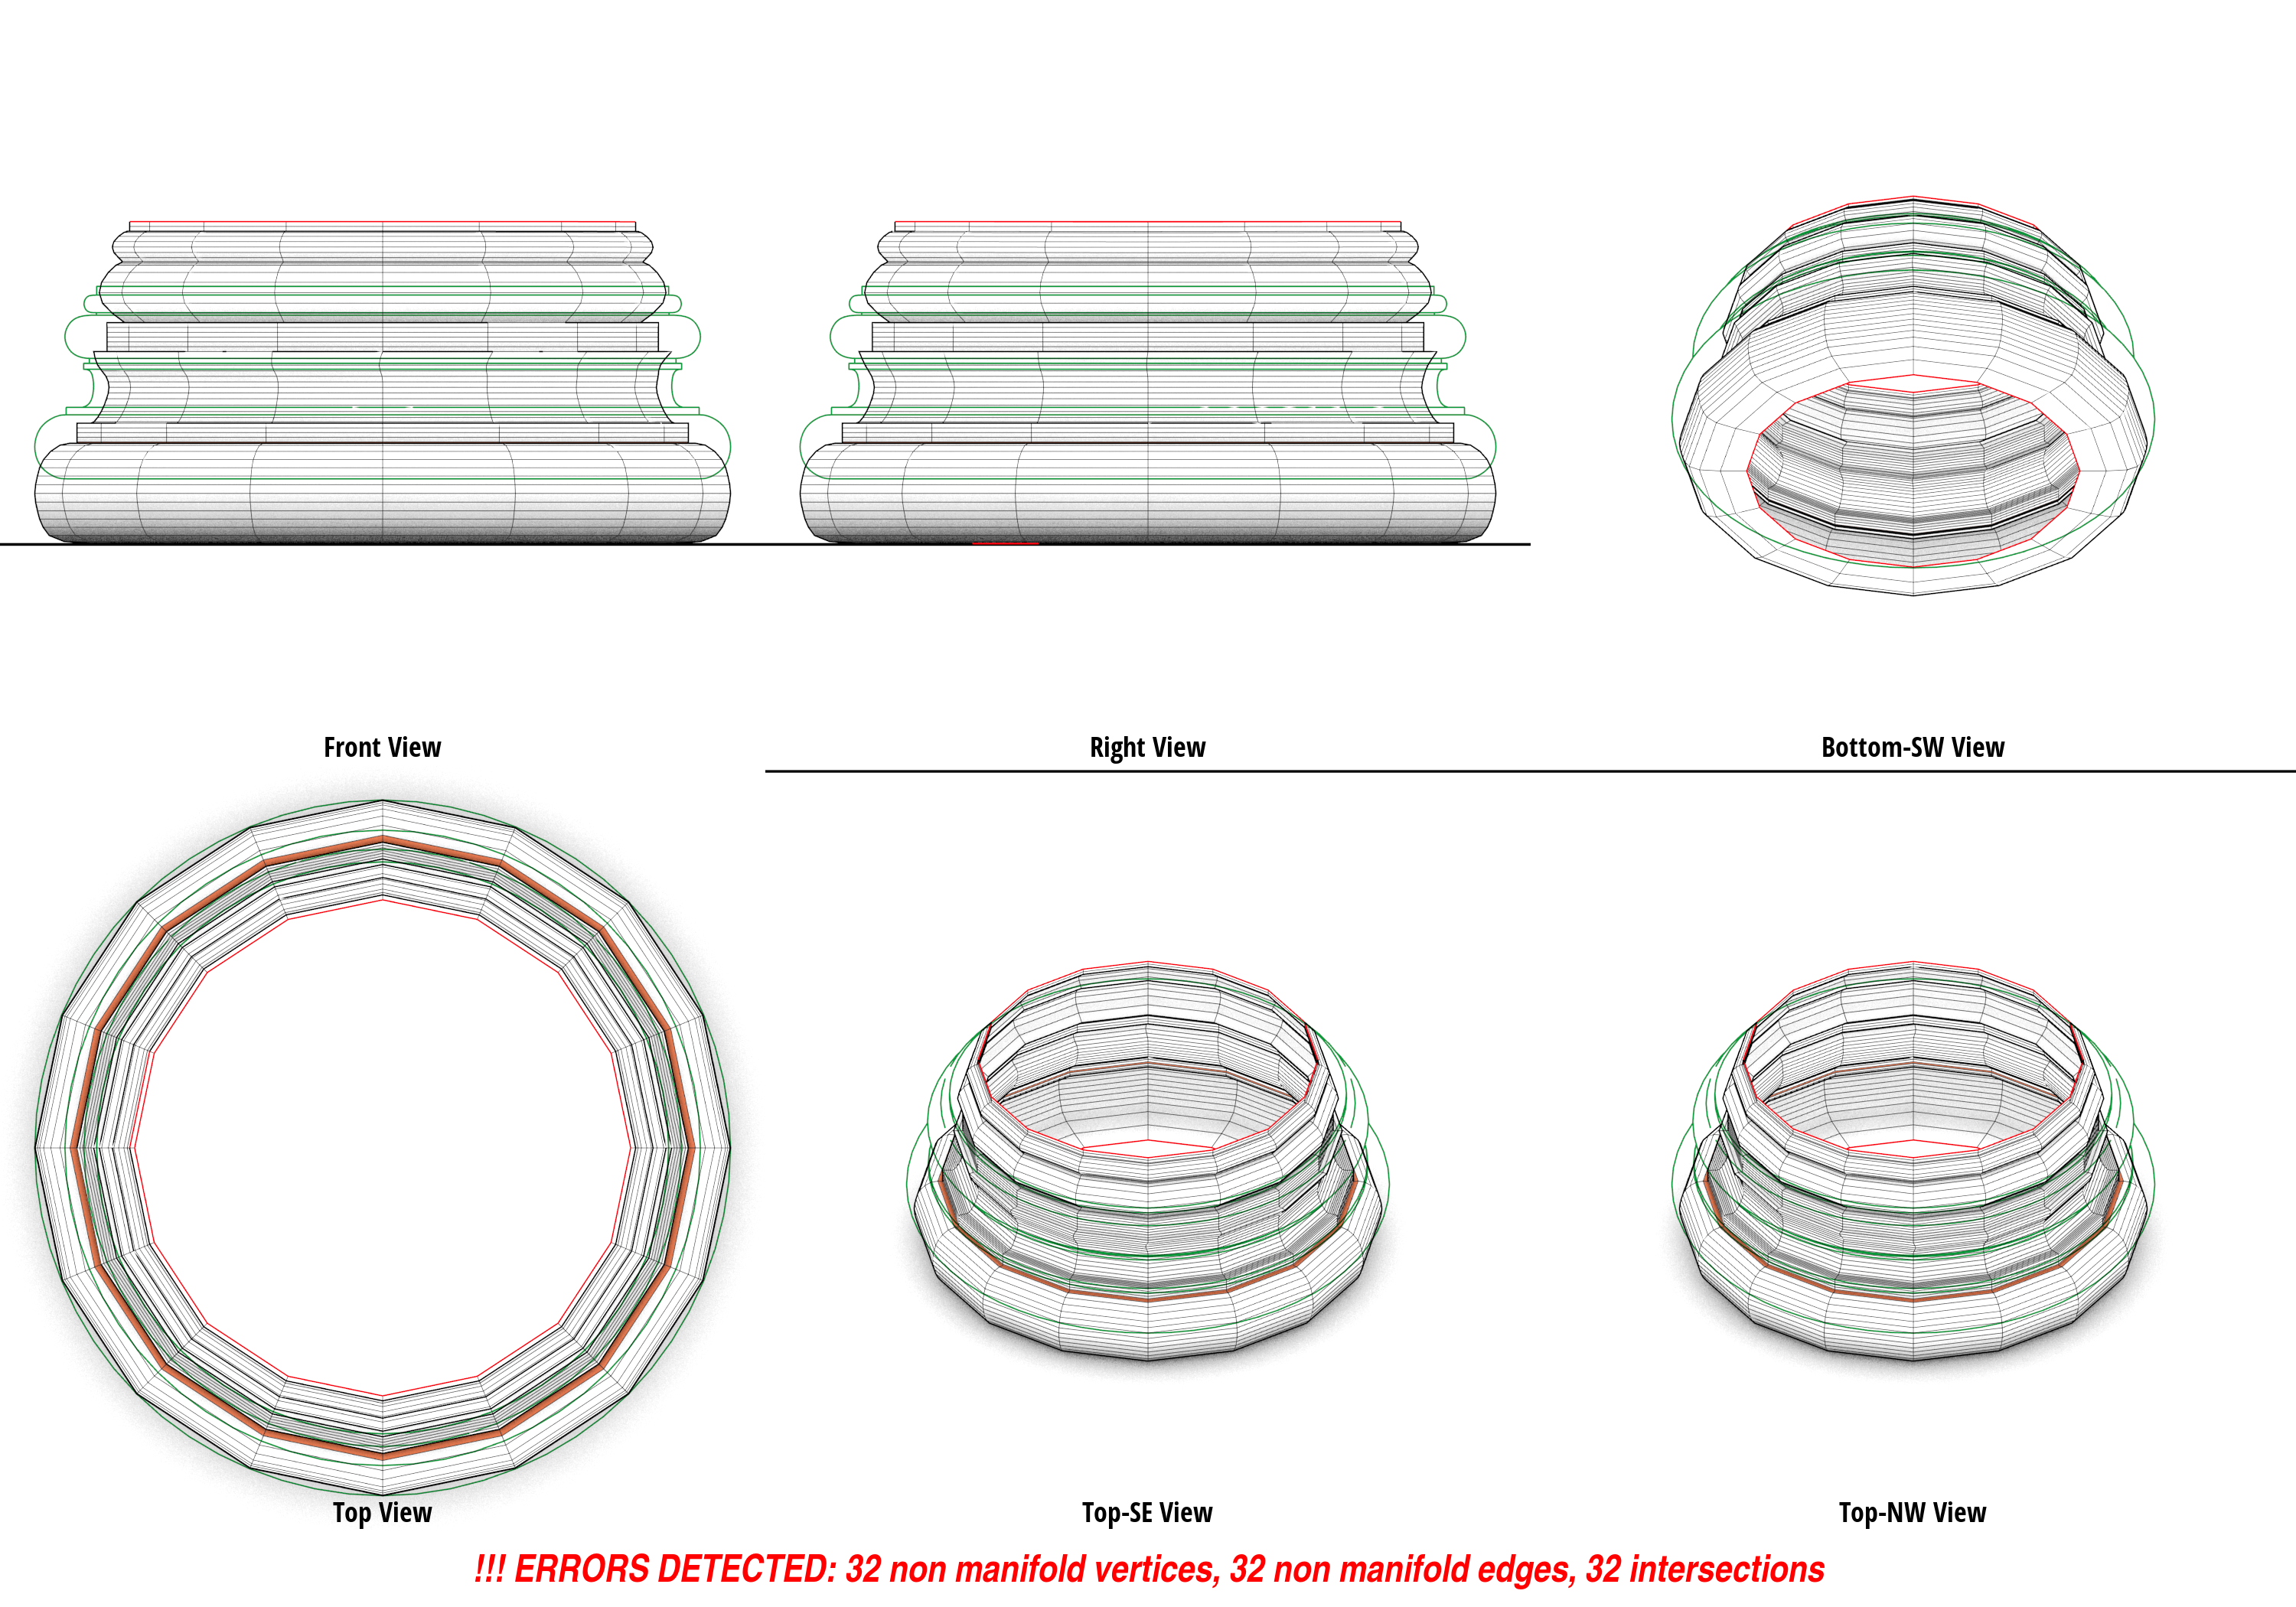 Front View
Right View
Bottom-SW View
Top View
Top-SE View
Top-NW View
!!! ERRORS DETECTED: 32 non manifold vertices, 32 non manifold edges, 32 intersections